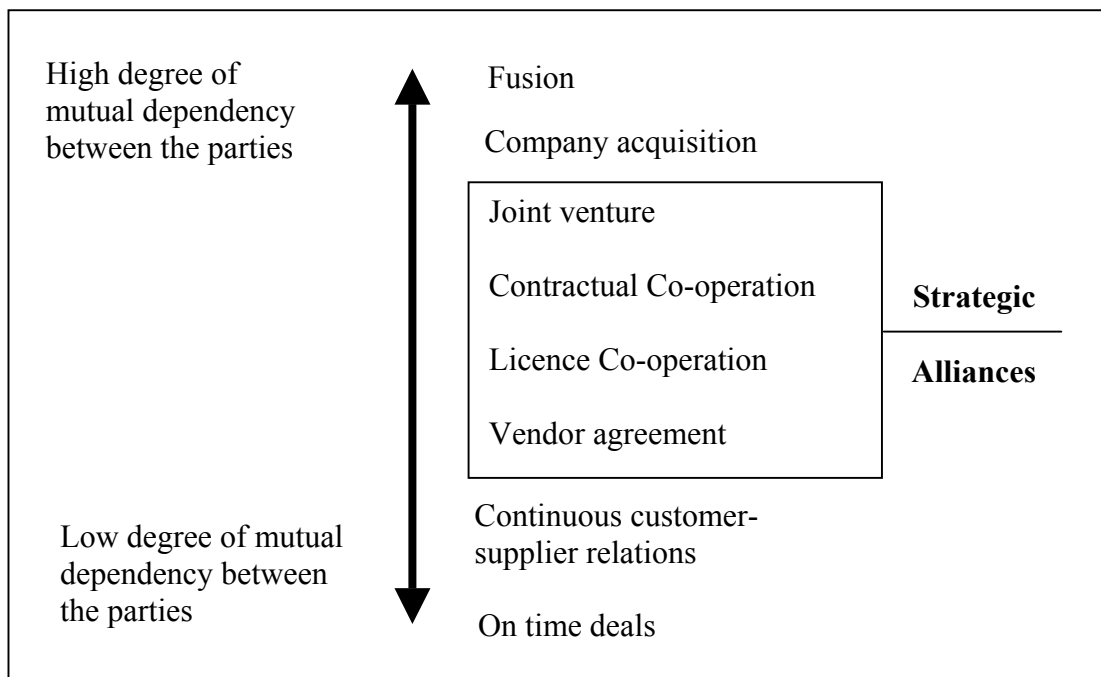 High degree of
mutual dependency
between the parties
Fusion
Company acquisition
Joint venture
Contractual Co-operation
Licence Co-operation
Vendor agreement
Strategic
Alliances
Low degree of mutual
dependency between
the parties
Continuous customer-
supplier relations
On time deals